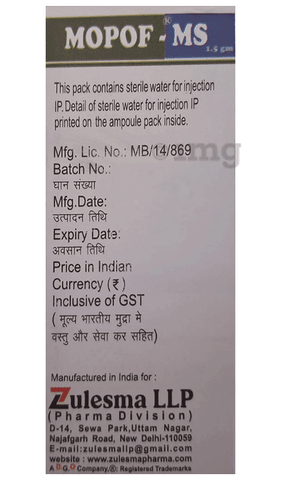 MOPOF®-MS
1.5 gm
This pack contains sterile water for injection
IP.Detail of sterile water for injection IP
printed on the ampoule pack inside.
Mfg. Lic. No.: MB/14/869
Batch No.:
घान संख्या
Mfg.Date:
उत्पादन तिथि
Expiry Date:
अवसान तिथि
Price in Indian
Currency (₹)
Inclusive of GST
( मूल्य भारतीय मुद्रा मे
वस्तु और सेवा कर सहित)
Manufactured in India for :
Zulesma LLP
(Pharma Division)
D-14, Sewa Park,Uttam Nagar,
Najafgarh Road, New Delhi-110059
E-mail:zulesmallp@gmail.com
website : www.zulesmapharma.com
A D.G.O Company,®: Registered Trademarks